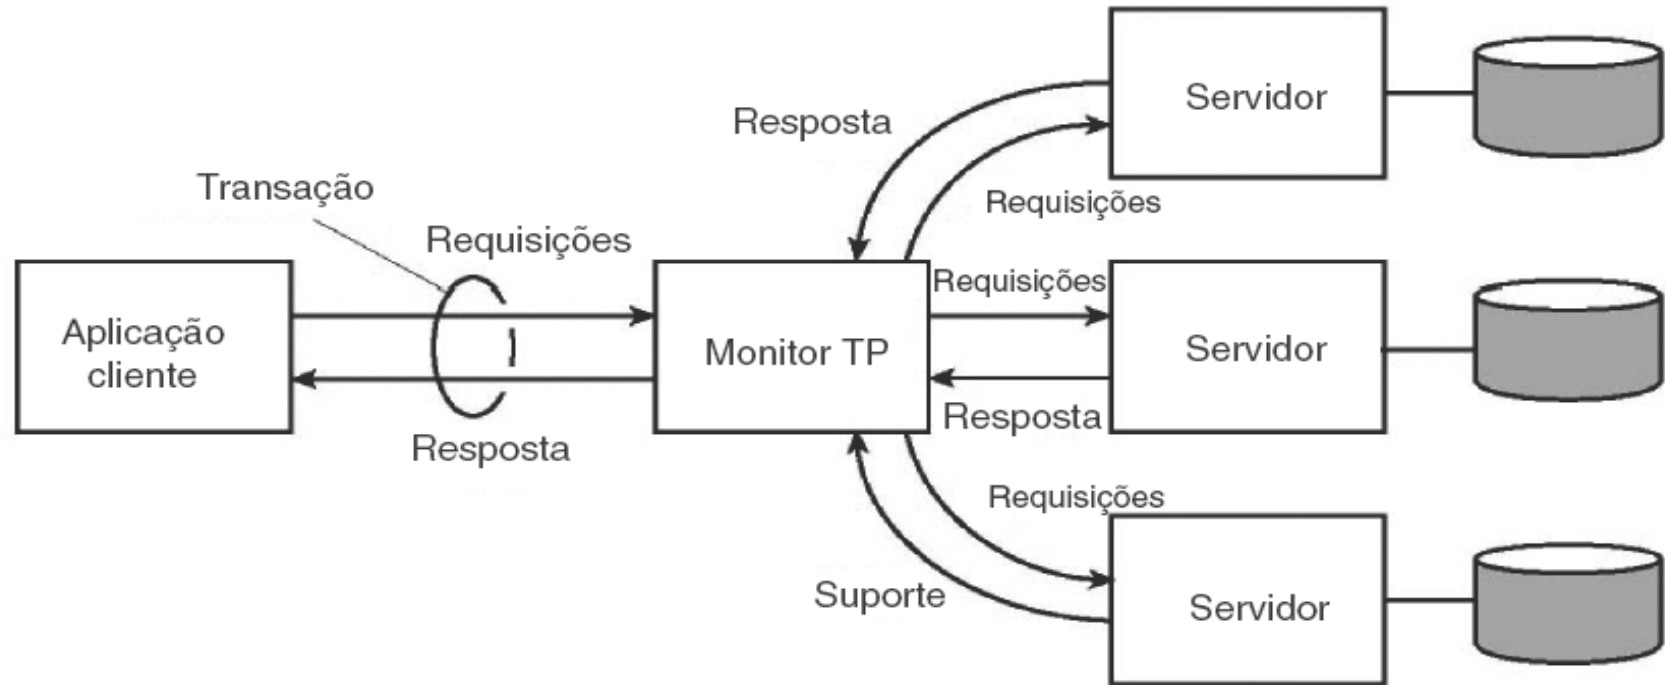 Servidor
Resposta
Transação
Requisições
Requisições
Requisições
Aplicação
cliente
Monitor TP
Servidor
Resposta
Resposta
Requisições
Suporte
Servidor